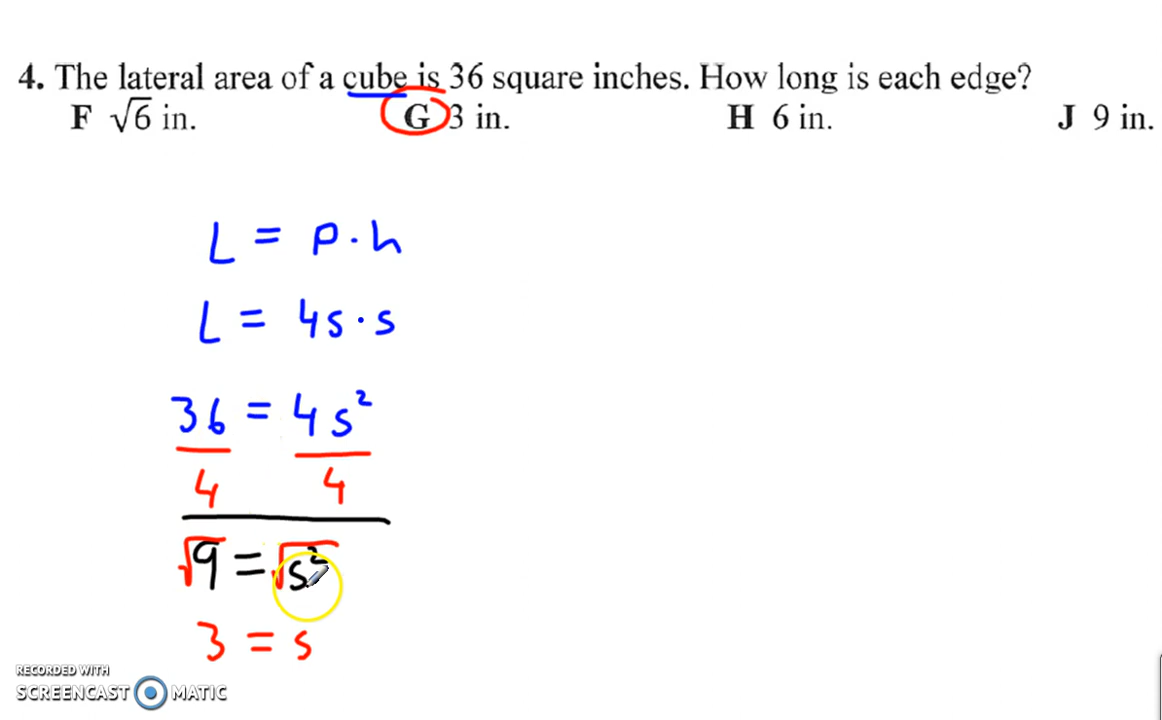 4. The lateral area of a cube is 36 square inches. How long is each edge?
F √6 in. G 3 in. H 6 in. J 9 in.
L = P·h
L = 4s·s
36 = 4s²
4 4
√9 = √s²
3 = s
RECORDED WITH
SCREENCAST MATIC